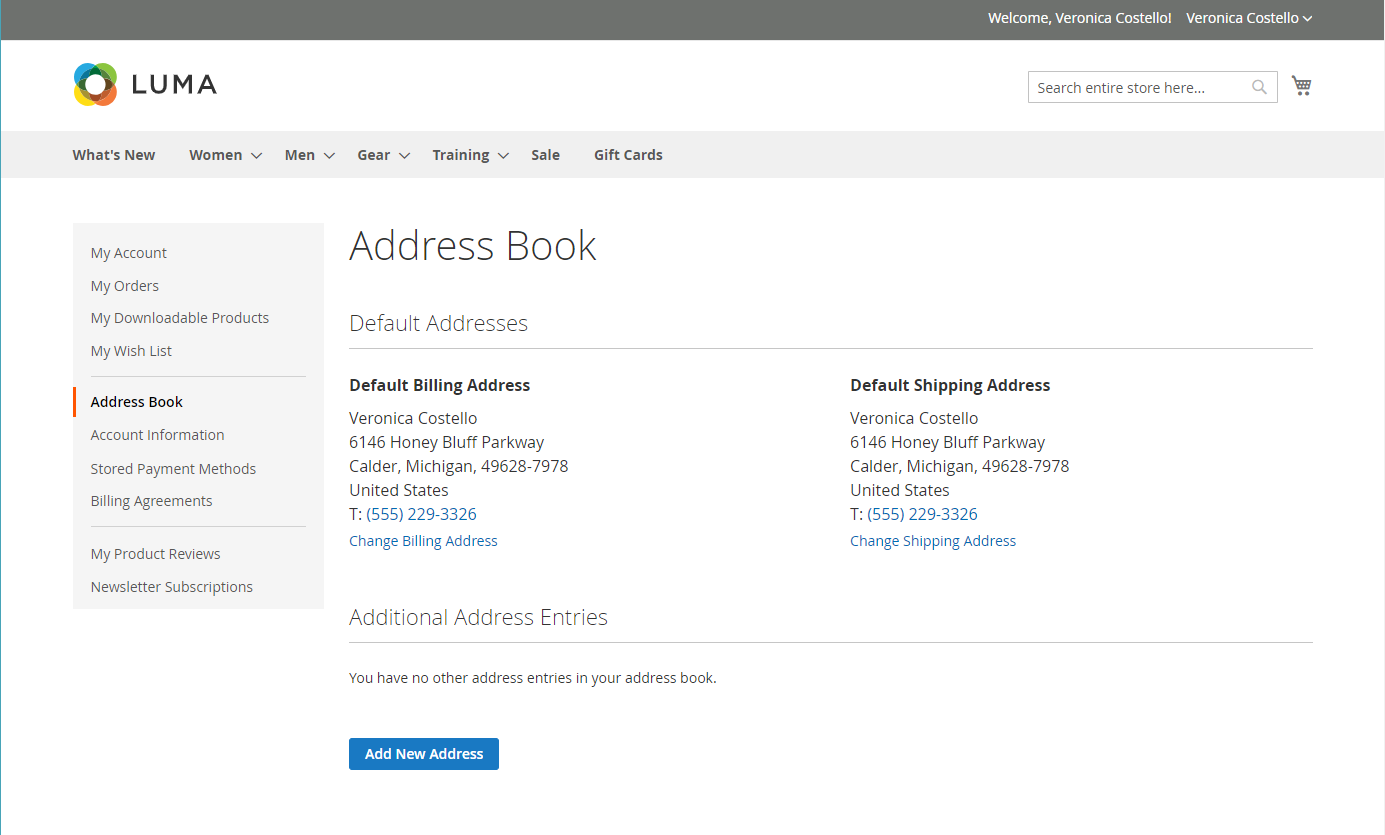 Welcome, Veronica Costello! Veronica Costello
LUMA
Search entire store here...
What's New Women Men Gear Training Sale Gift Cards
My Account
My Orders
My Downloadable Products
My Wish List
Address Book
Account Information
Stored Payment Methods
Billing Agreements
My Product Reviews
Newsletter Subscriptions
Address Book
Default Addresses
Default Billing Address
Veronica Costello
6146 Honey Bluff Parkway
Calder, Michigan, 49628-7978
United States
T: (555) 229-3326
Change Billing Address
Default Shipping Address
Veronica Costello
6146 Honey Bluff Parkway
Calder, Michigan, 49628-7978
United States
T: (555) 229-3326
Change Shipping Address
Additional Address Entries
You have no other address entries in your address book.
Add New Address